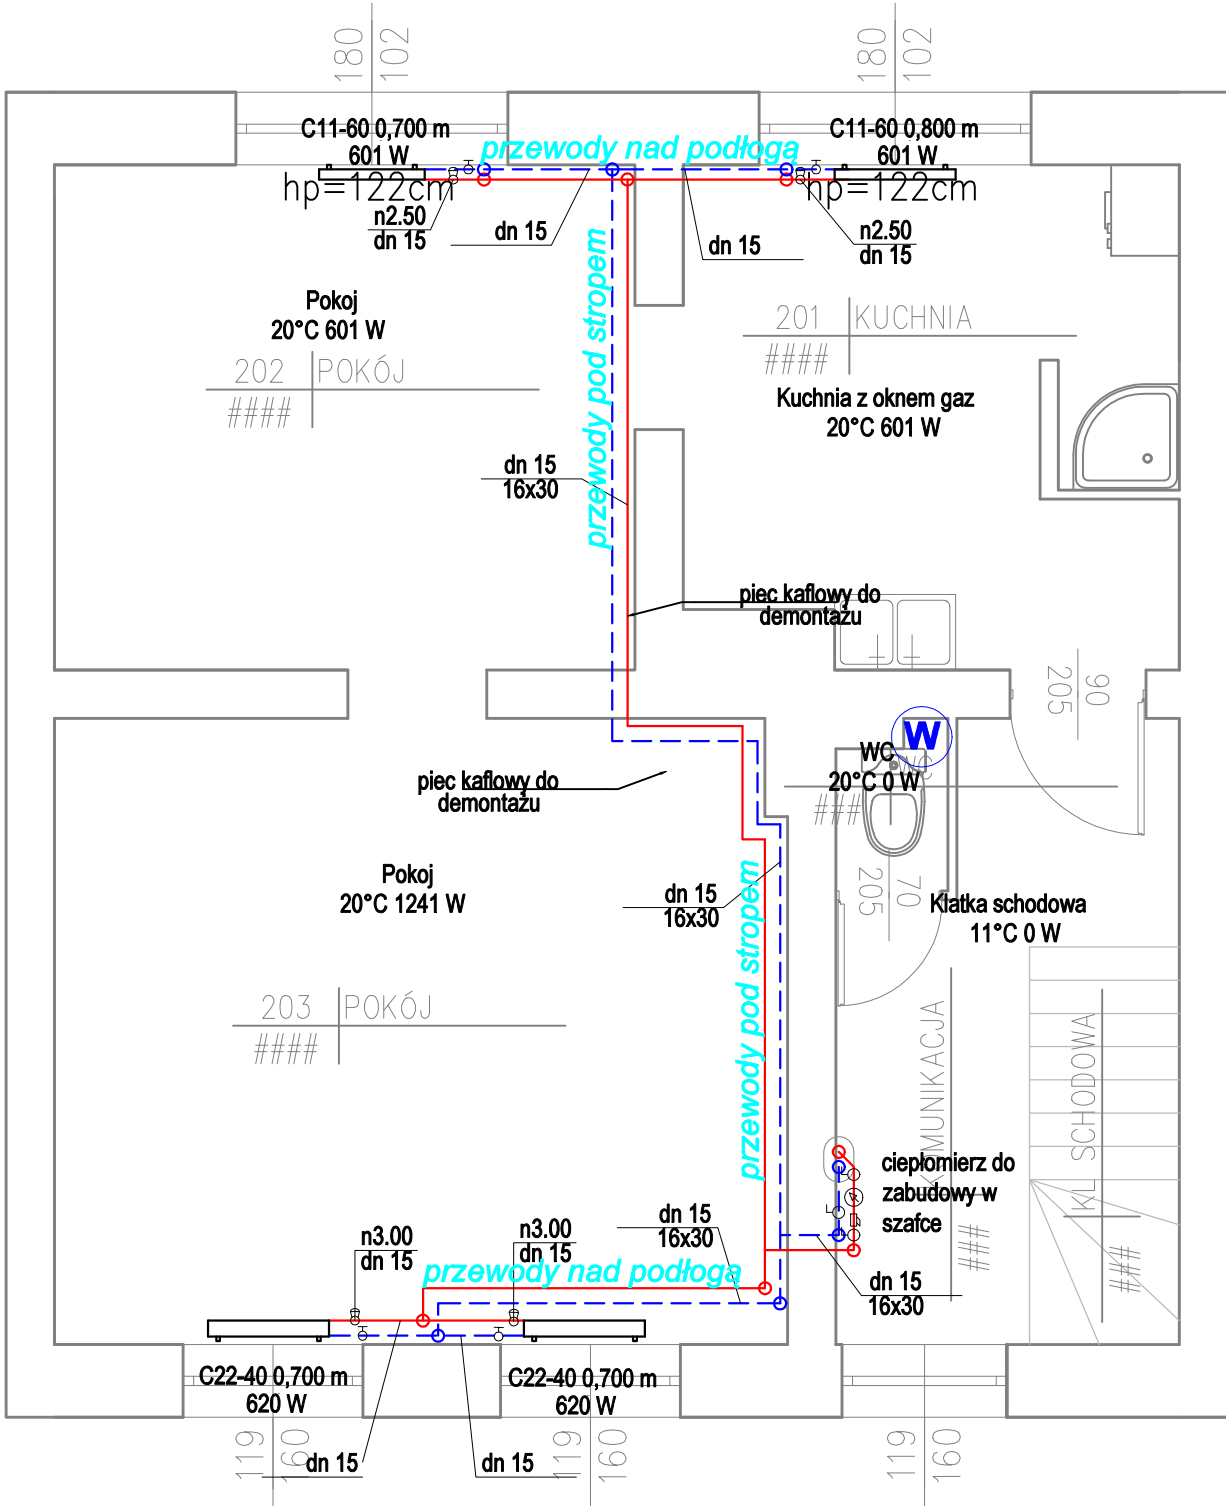 180
102
180
102
C11-60 0,700 m
601 W
hp=122cm
przewody nad podłogą
C11-60 0,800 m
601 W
hp=122cm
n2.50
dn 15
dn 15
dn 15
n2.50
dn 15
Pokoj
20°C 601 W
202 POKÓJ
####
przewody pod stropem
201 KUCHNIA
####
Kuchnia z oknem gaz
20°C 601 W
dn 15
16x30
piec kaflowy do
demontażu
90
205
W
WC
WC
20°C 0 W
###
piec kaflowy do
demontażu
Pokoj
20°C 1241 W
dn 15
16x30
70
205
Klatka schodowa
11°C 0 W
203 POKÓJ
####
przewody pod stropem
KOMUNIKACJA
###
KL SCHODOWA
###
ciepłomierz do
zabudowy w
szafce
n3.00
dn 15
n3.00
dn 15
dn 15
16x30
przewody nad podłogą
dn 15
16x30
C22-40 0,700 m
620 W
C22-40 0,700 m
620 W
119
160
dn 15
dn 15
119
160
119
160